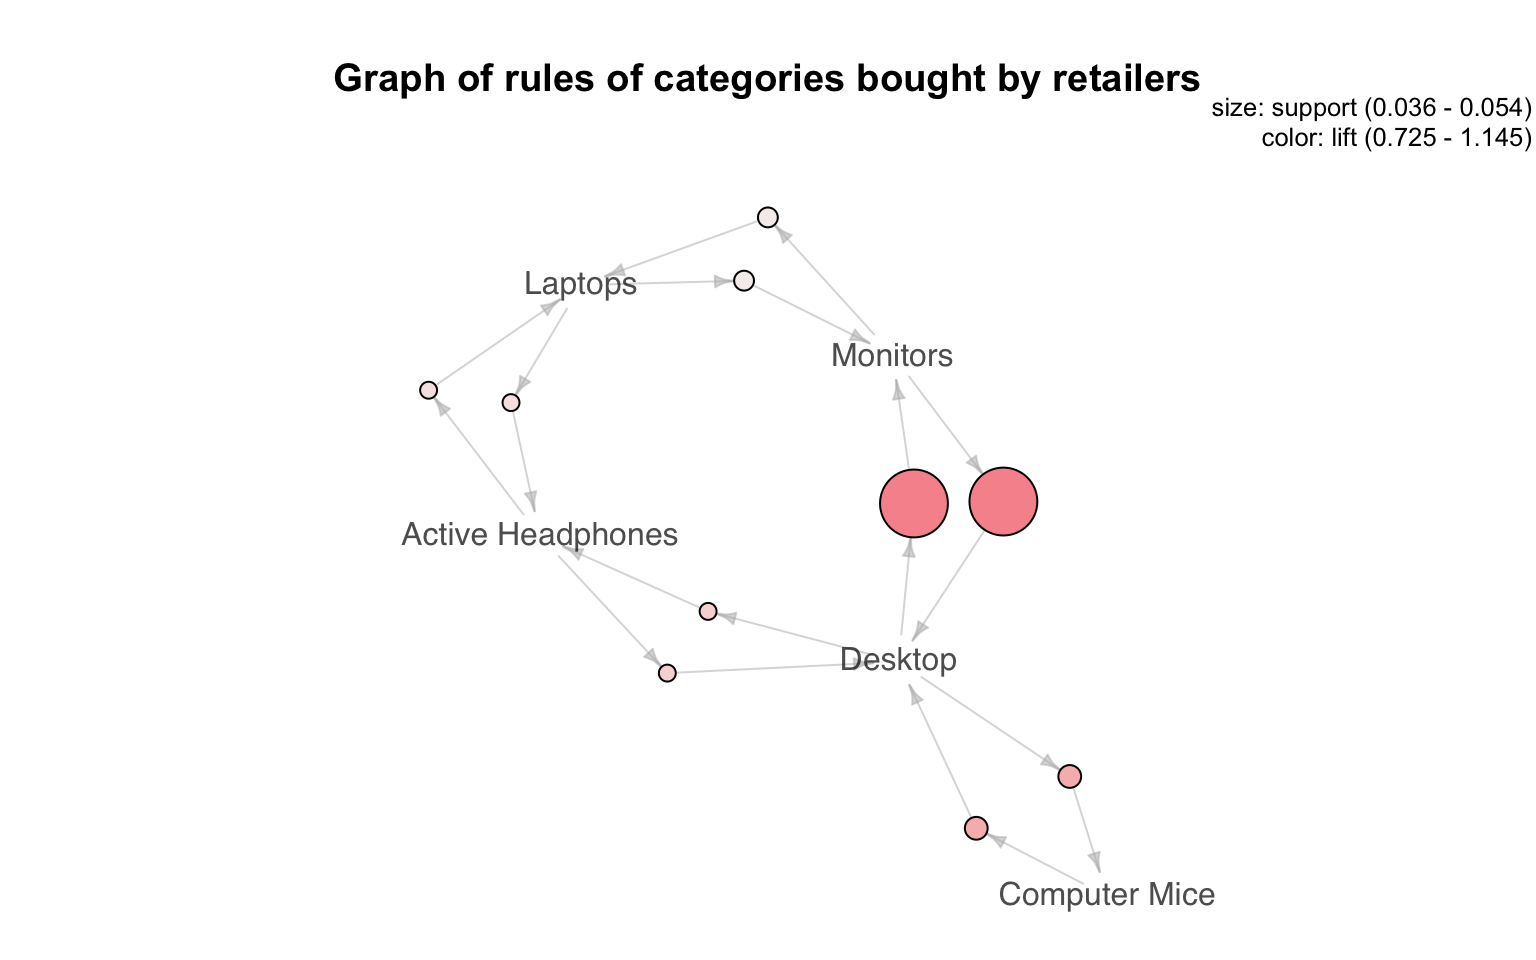 Graph of rules of categories bought by retailers
size: support (0.036 - 0.054)
color: lift (0.725 - 1.145)
Laptops
Monitors
Active Headphones
Desktop
Computer Mice